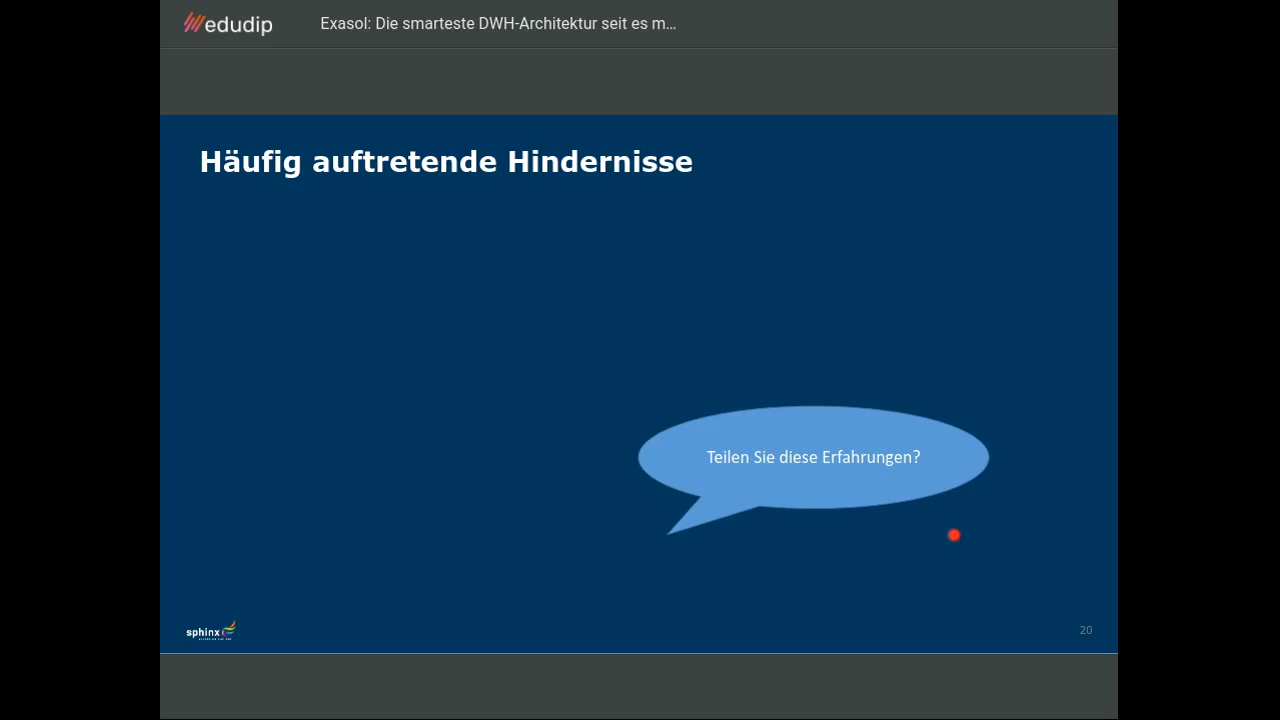 edudip
Exasol: Die smarteste DWH-Architektur seit es m…
Häufig auftretende Hindernisse
Teilen Sie diese Erfahrungen?
sphinx
20